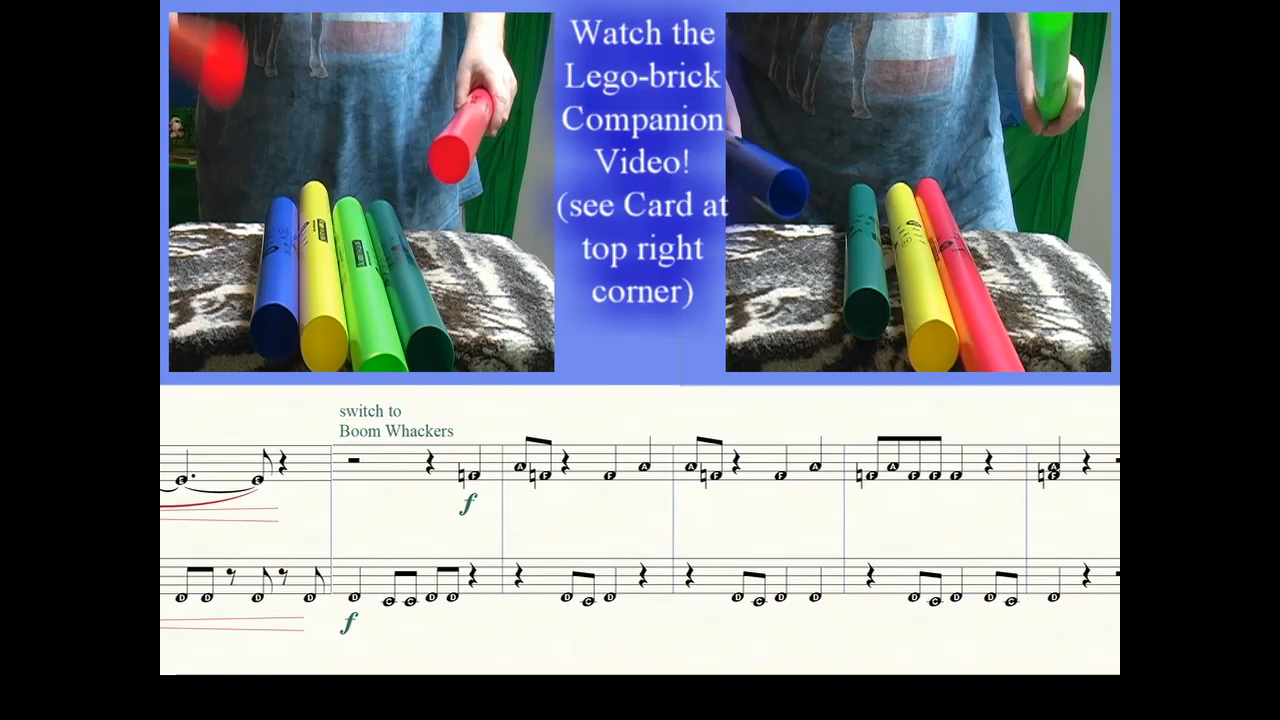 Watch the
Lego-brick
Companion
Video!
(see Card at
top right
corner)
switch to
Boom Whackers
f
f